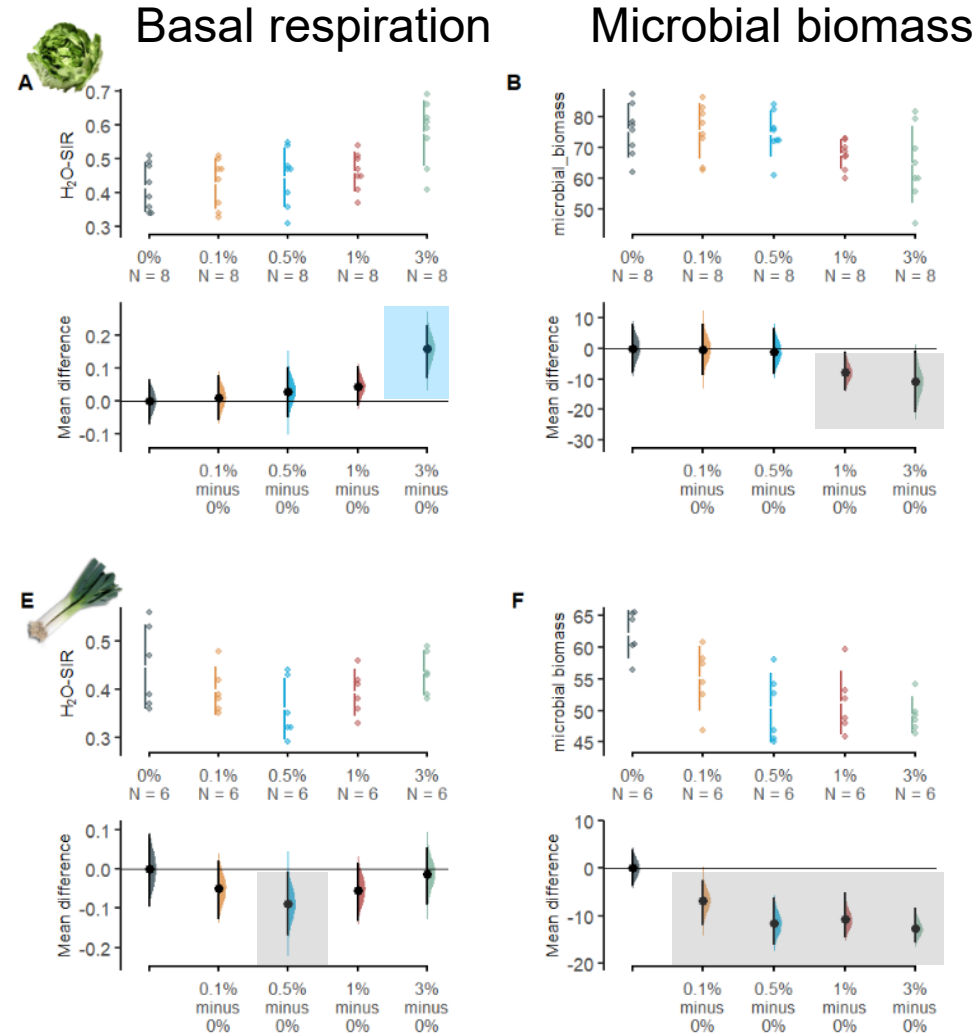 Basal respiration
Microbial biomass
A
H₂O-SIR
0.7
0.6
0.5
0.4
0.3
0% 0.1% 0.5% 1% 3%
N = 8 N = 8 N = 8 N = 8 N = 8
Mean difference
0.2
0.1
0.0
-0.1
0.1% 0.5% 1% 3%
minus minus minus minus
0% 0% 0% 0%
B
microbial_biomass
80
70
60
50
0% 0.1% 0.5% 1% 3%
N = 8 N = 8 N = 8 N = 8 N = 8
Mean difference
10
0
-10
-20
-30
0.1% 0.5% 1% 3%
minus minus minus minus
0% 0% 0% 0%
E
H₂O-SIR
0.5
0.4
0.3
0% 0.1% 0.5% 1% 3%
N = 6 N = 6 N = 6 N = 6 N = 6
Mean difference
0.1
0.0
-0.1
-0.2
0.1% 0.5% 1% 3%
minus minus minus minus
0% 0% 0% 0%
F
microbial biomass
65
60
55
50
45
0% 0.1% 0.5% 1% 3%
N = 6 N = 6 N = 6 N = 6 N = 6
Mean difference
10
0
-10
-20
0.1% 0.5% 1% 3%
minus minus minus minus
0% 0% 0% 0%